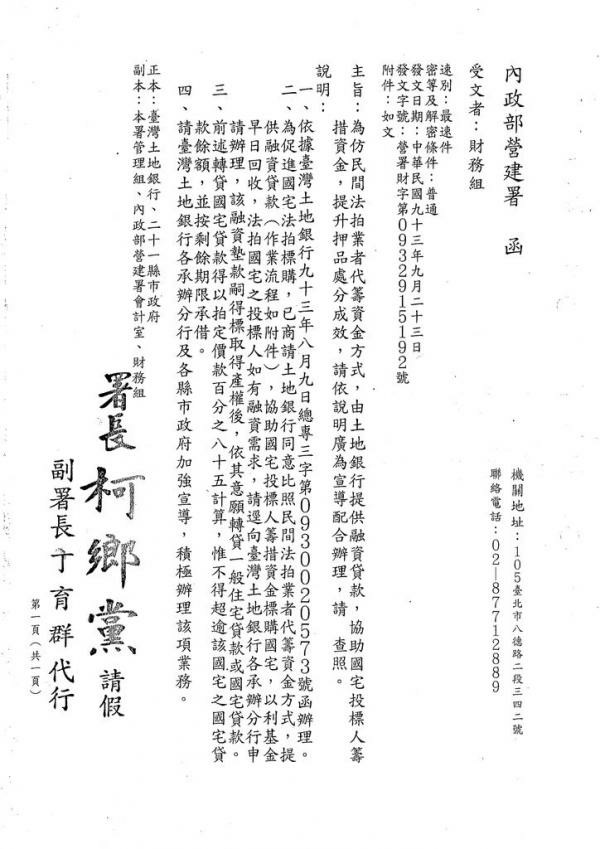 內政部營建署　函
機關地址：105臺北市八德路二段三四二號
聯絡電話：02—87712889
受文者：財務組
速別：最速件
密等及解密條件：普通
發文日期：中華民國九十三年九月二十三日
發文字號：營署財字第0932915192號
附件：如文
主旨：為仿民間法拍業者代籌資金方式，由土地銀行提供融資貸款，協助國宅投標人籌
措資金，提升押品處分成效，請依說明廣為宣導配合辦理，請　查照。
說明：
一、依據臺灣土地銀行九十三年八月九日總專三字第0930020573號函辦理。
二、為促進國宅法拍標購，已商請土地銀行同意比照民間法拍業者代籌資金方式，提
供融資貸款（作業流程如附件），協助國宅投標人籌措資金標購國宅，以利基金
早日回收，法拍國宅之投標人如有融資需求，請逕向臺灣土地銀行各承辦分行申
請辦理，該融資墊款嗣得標取得產權後，依其意願轉貸一般住宅貸款或國宅貸款。
三、前述轉貸國宅貸款得以拍定價款百分之八十五計算，惟不得超逾該國宅之國宅貸
款餘額，並按剩餘期限承借。
四、請臺灣土地銀行各承辦分行及各縣市政府加強宣導，積極辦理該項業務。
正本：臺灣土地銀行、二十一縣市政府
副本：本署管理組、內政部營建署會計室、財務組
署長柯鄉黨請假
副署長于育群代行
第一頁（共一頁）